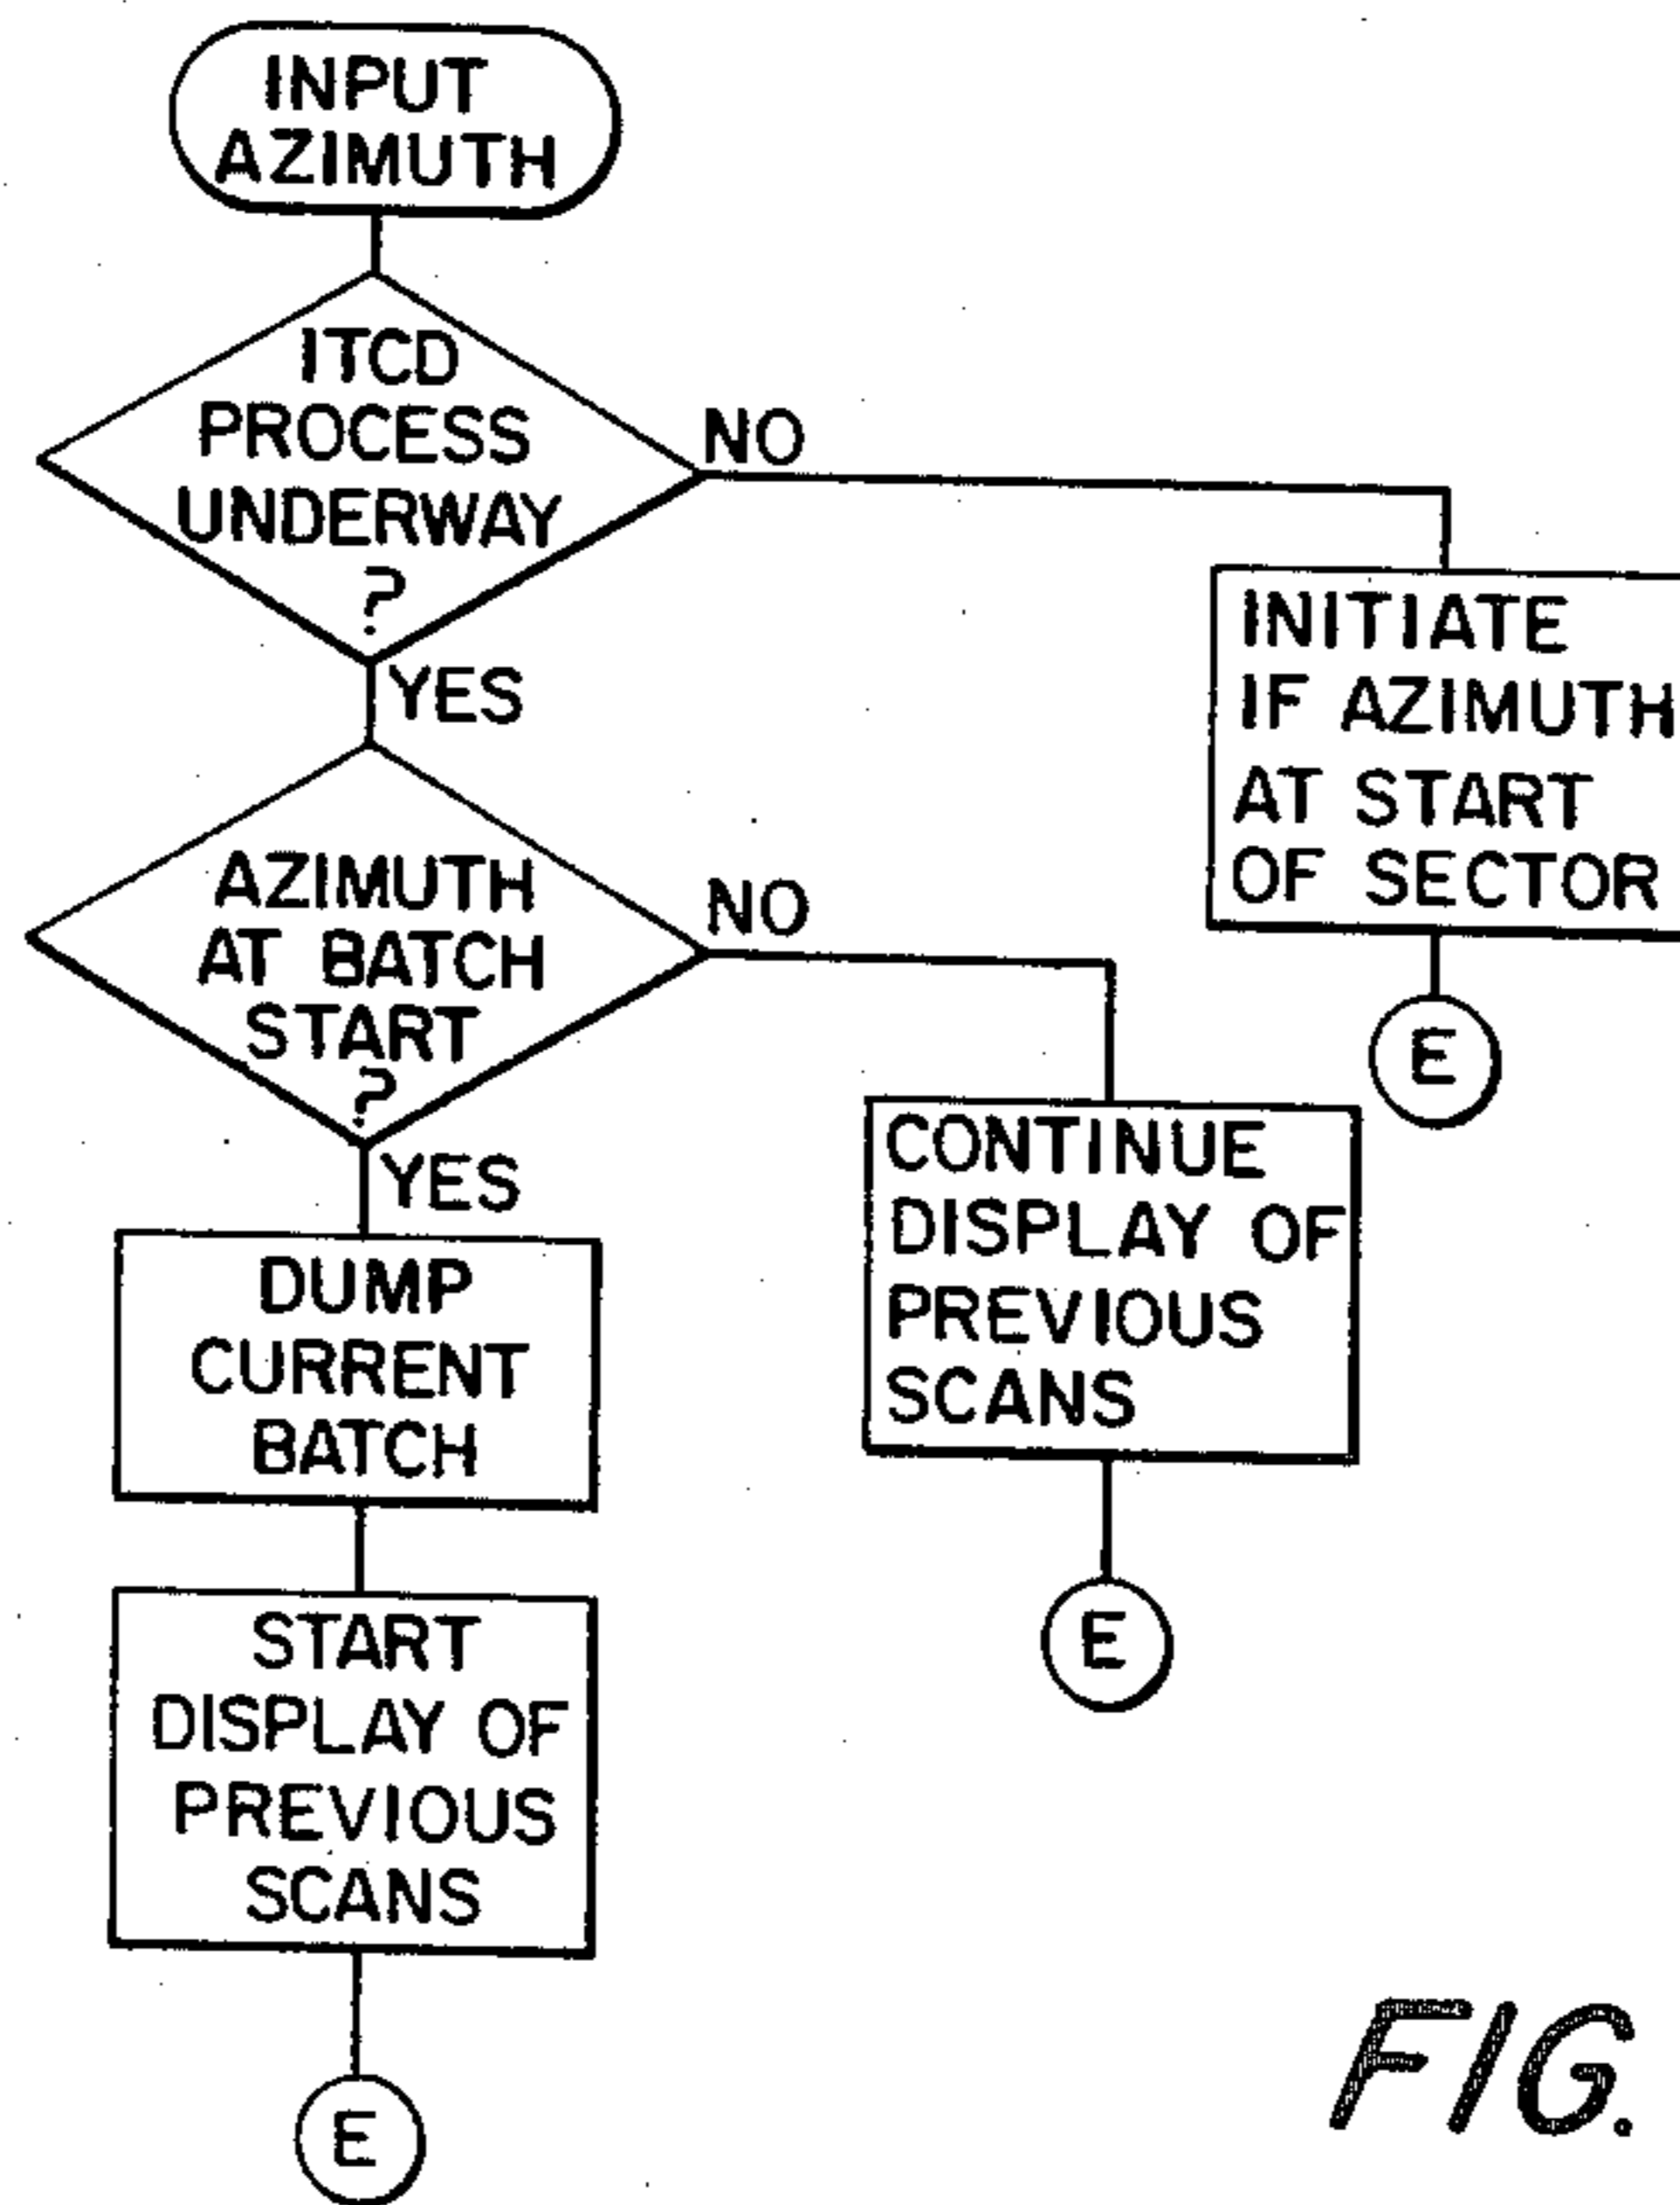 INPUT
AZIMUTH
ITCD
PROCESS
UNDERWAY
?
NO
YES
INITIATE
IF AZIMUTH
AT START
OF SECTOR
E
AZIMUTH
AT BATCH
START
?
NO
YES
CONTINUE
DISPLAY OF
PREVIOUS
SCANS
E
DUMP
CURRENT
BATCH
START
DISPLAY OF
PREVIOUS
SCANS
E
FIG.